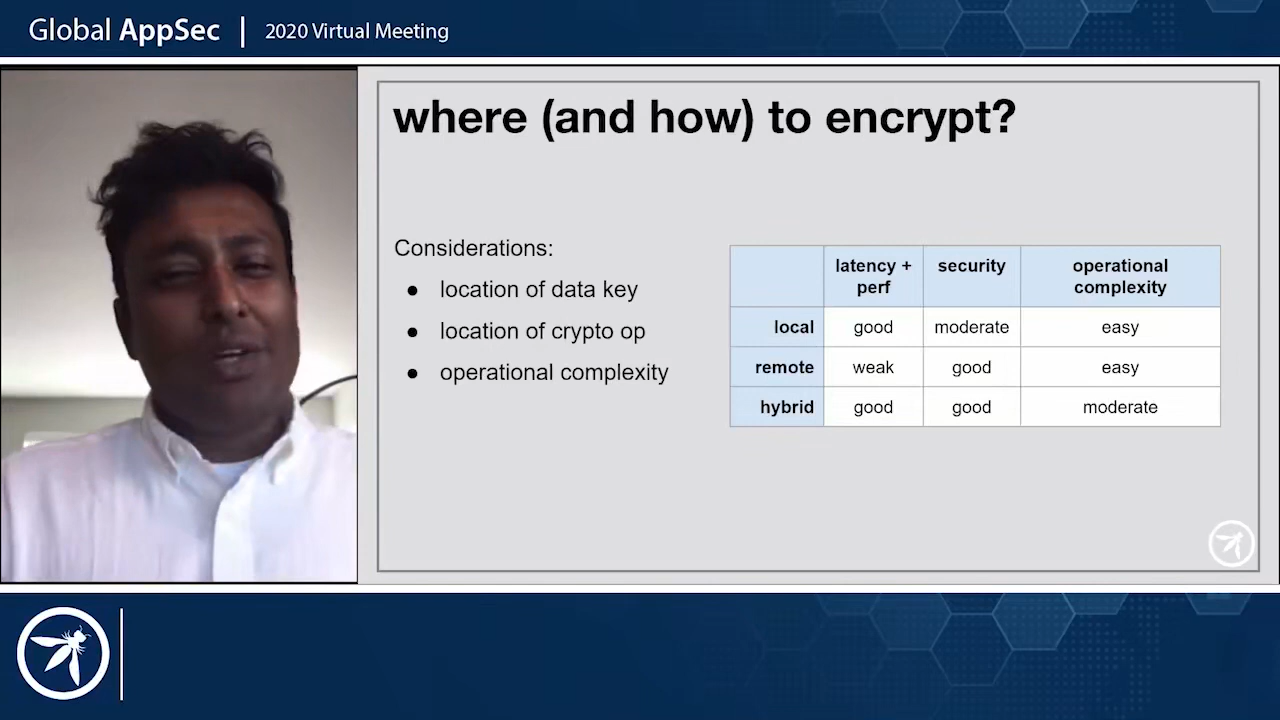 Global AppSec | 2020 Virtual Meeting
where (and how) to encrypt?
Considerations:
● location of data key
● location of crypto op
● operational complexity
latency + perf security operational complexity
local good moderate easy
remote weak good easy
hybrid good good moderate